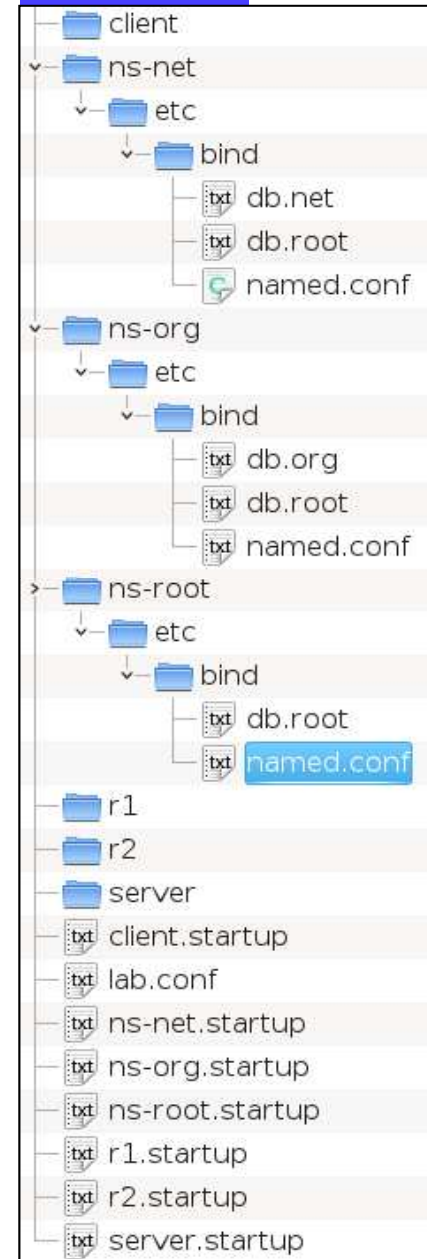 client
ns-net
etc
bind
db.net
db.root
named.conf
ns-org
etc
bind
db.org
db.root
named.conf
ns-root
etc
bind
db.root
named.conf
r1
r2
server
client.startup
lab.conf
ns-net.startup
ns-org.startup
ns-root.startup
r1.startup
r2.startup
server.startup